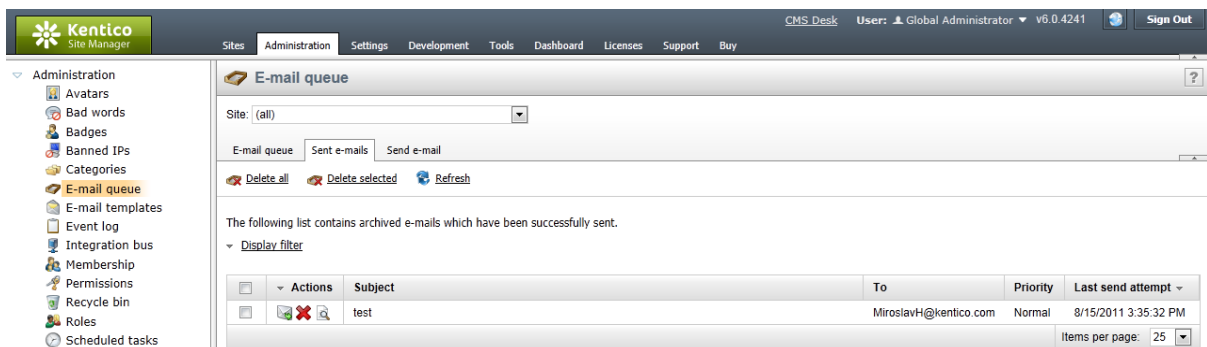 Kentico
Site Manager
CMS Desk User: Global Administrator v6.0.4241 Sign Out
Sites Administration Settings Development Tools Dashboard Licenses Support Buy
Administration
Avatars
Bad words
Badges
Banned IPs
Categories
E-mail queue
E-mail templates
Event log
Integration bus
Membership
Permissions
Recycle bin
Roles
Scheduled tasks
E-mail queue ?
Site: (all)
E-mail queue Sent e-mails Send e-mail
Delete all Delete selected Refresh
The following list contains archived e-mails which have been successfully sent.
Display filter
Actions Subject To Priority Last send attempt
test MiroslavH@kentico.com Normal 8/15/2011 3:35:32 PM
Items per page: 25